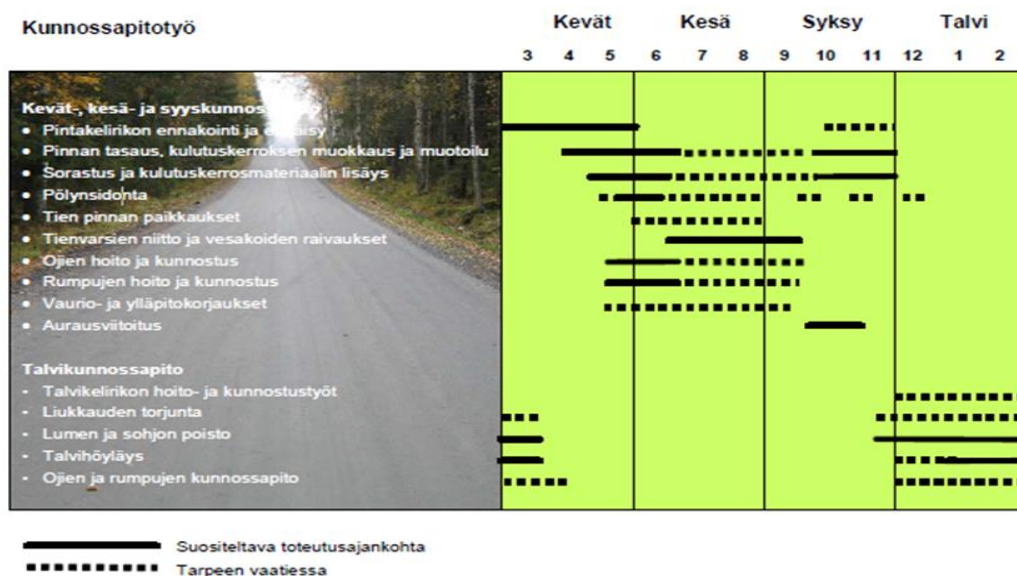 Kunnossapitotyö
Kevät Kesä Syksy Talvi
3 4 5 6 7 8 9 10 11 12 1 2
Kevät-, kesä- ja syyskunnos
• Pintakelirikon ennakointi ja
• Pinnan tasaus, kulutuskerroksen muokkaus ja muotoilu
• Sorastus ja kulutuskerrosmateriaalin lisäys
• Pölynsidonta
• Tien pinnan paikkaukset
• Tienvarsien niitto ja vesakoiden raivaukset
• Ojien hoito ja kunnostus
• Rumpujen hoito ja kunnostus
• Vaurio- ja ylläpitokorjaukset
• Aurausviitoitus
Talvikunnossapito
- Talvikelirikon hoito- ja kunnostustyöt
- Liukkauden torjunta
- Lumen ja sohjon poisto
- Talvihöyläys
- Ojien ja rumpujen kunnossapito
Suositeltava toteutusajankohta
Tarpeen vaatiessa